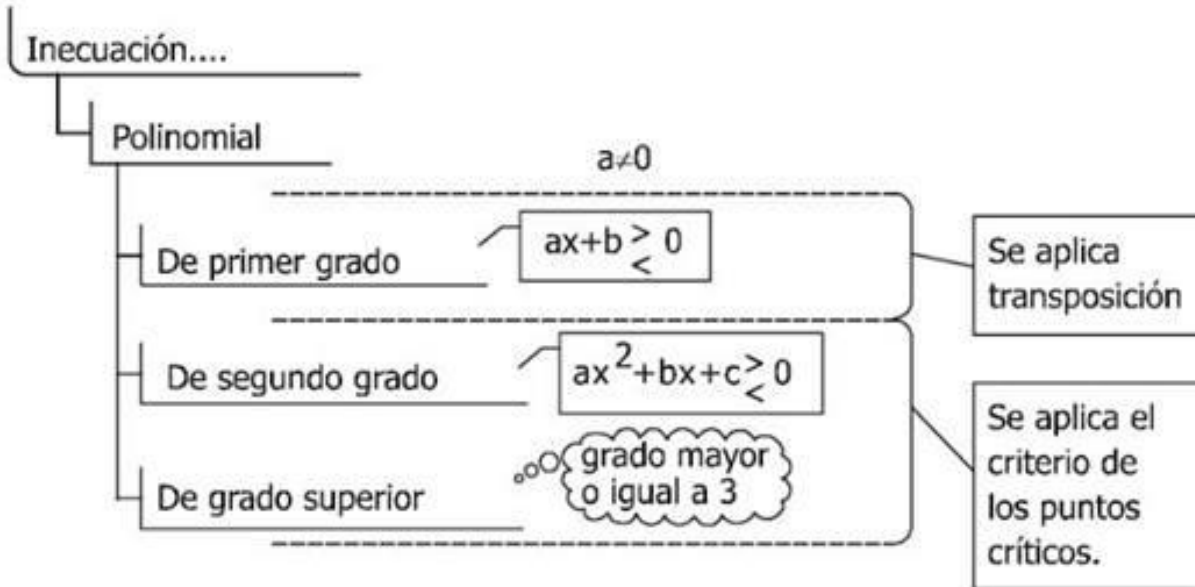 Inecuación....
Polinomial
a≠0
De primer grado
ax+b > < 0
Se aplica
transposición
De segundo grado
ax²+bx+c > < 0
De grado superior
grado mayor
o igual a 3
Se aplica el
criterio de
los puntos
críticos.